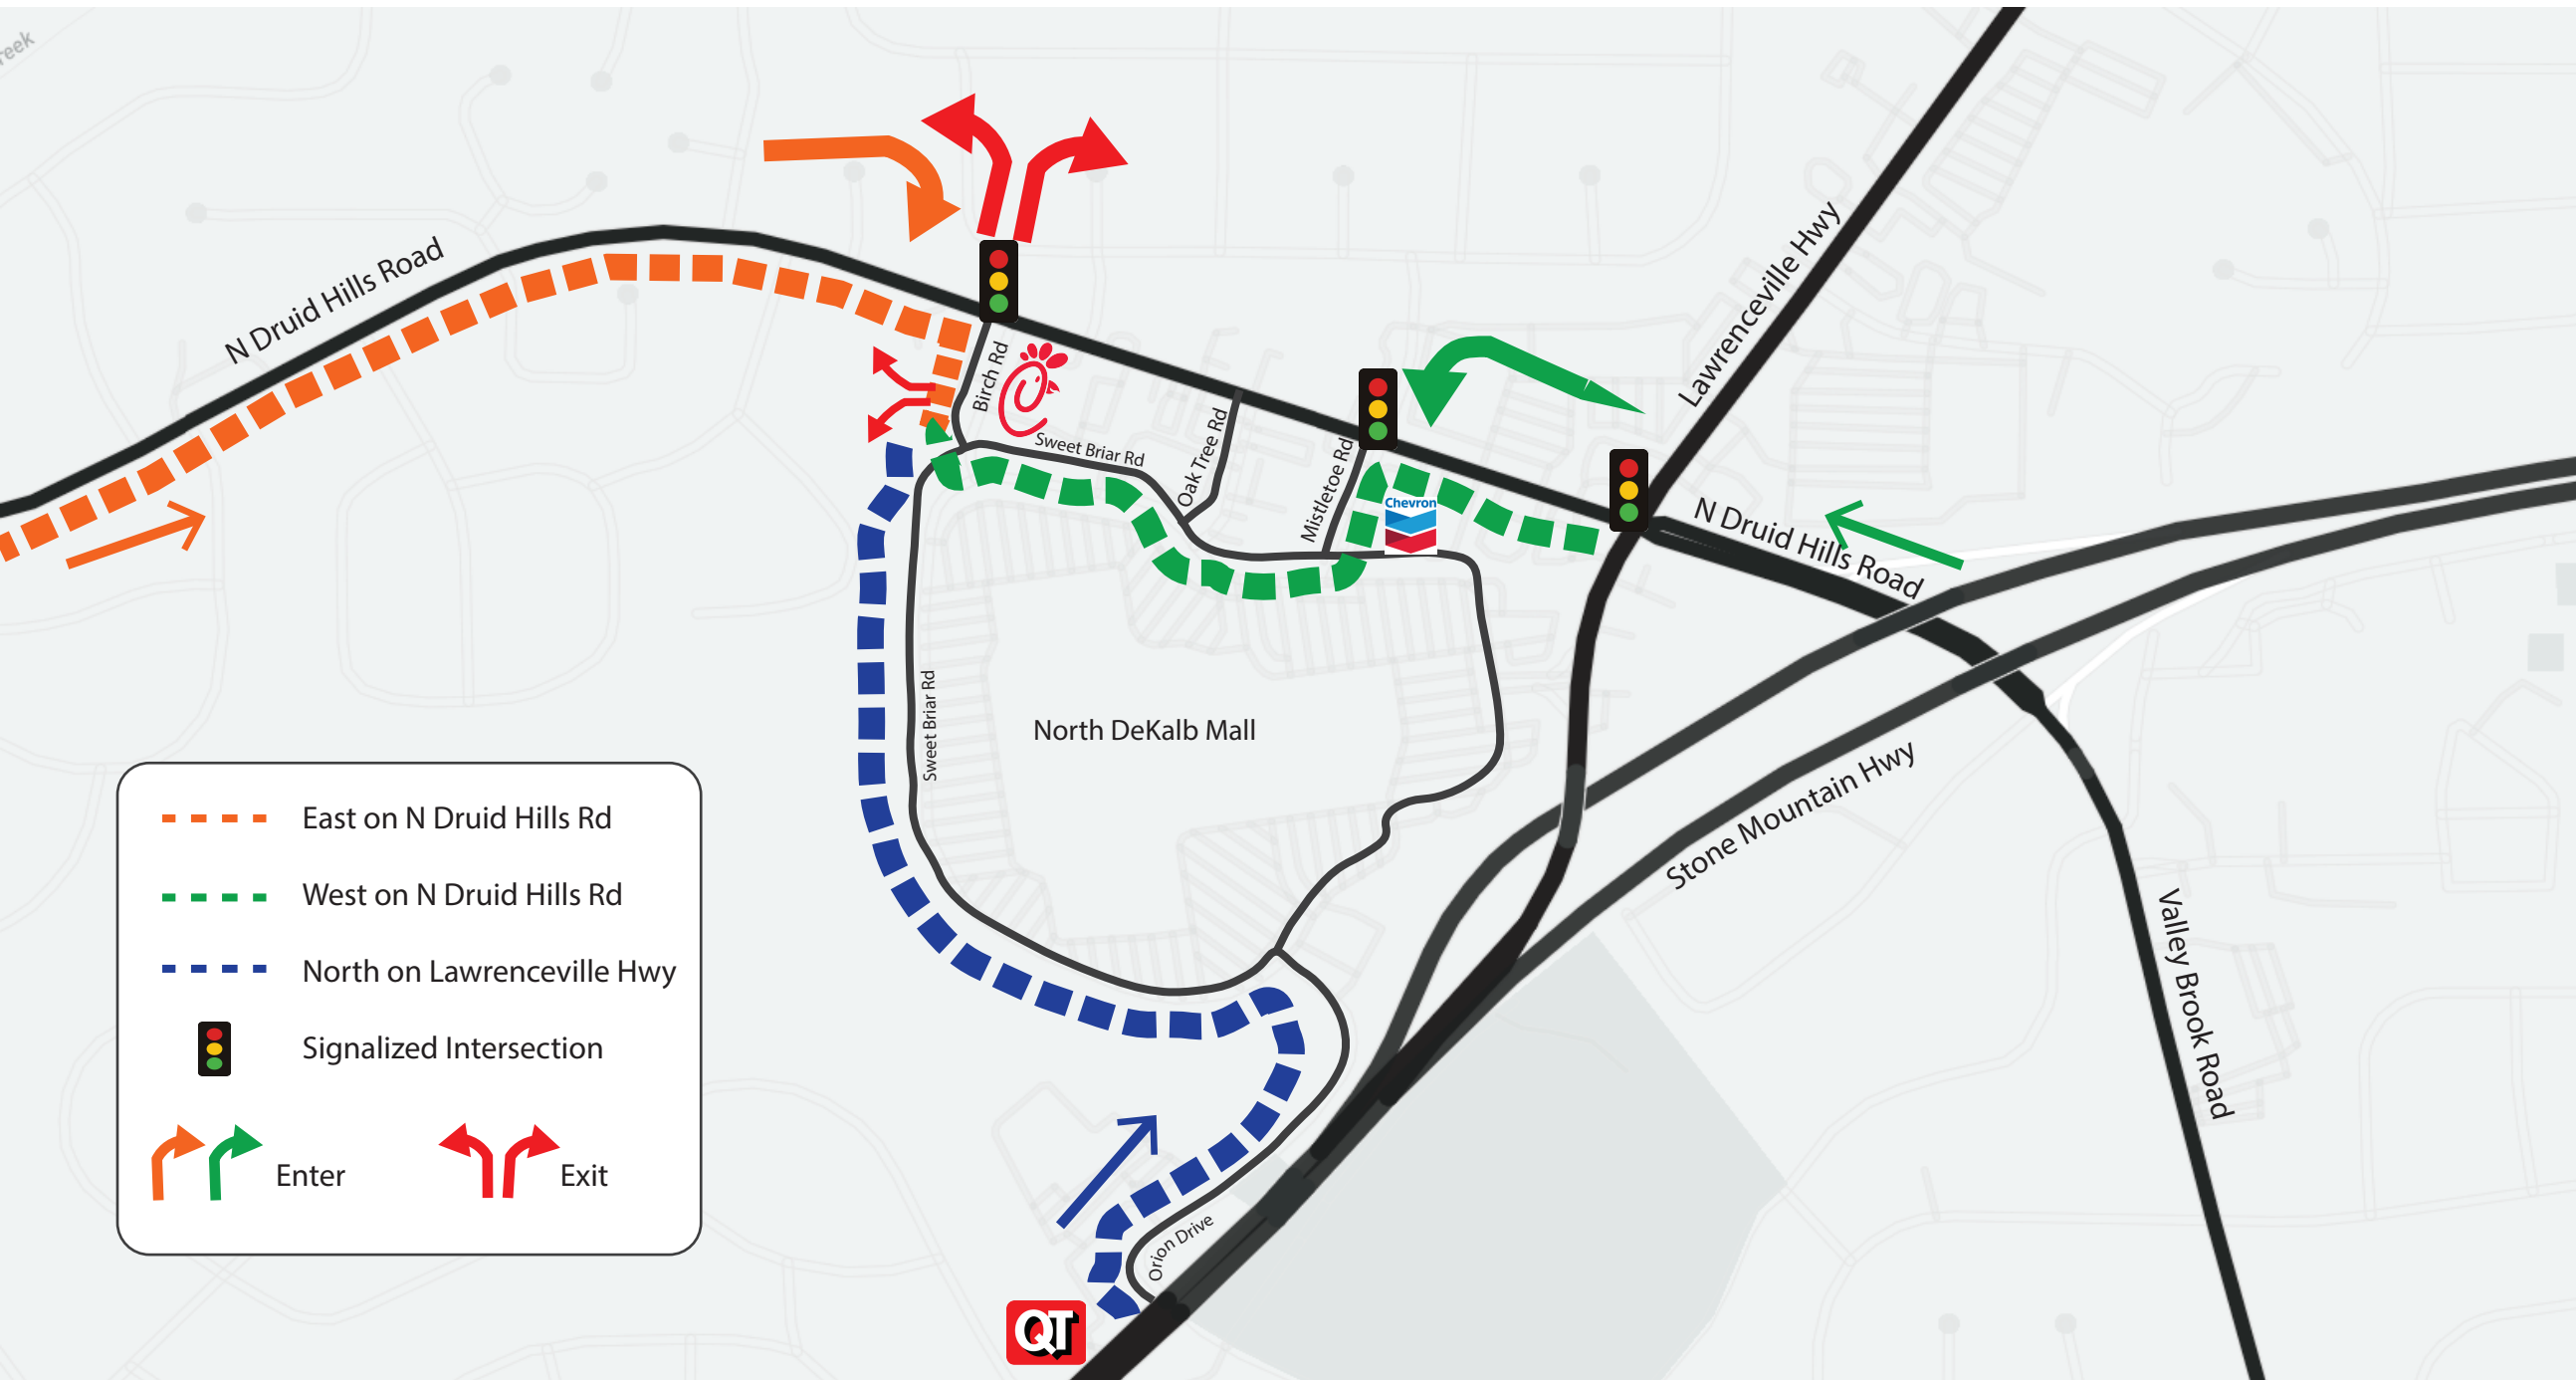 reek
N Druid Hills Road
Lawrenceville Hwy
Birch Rd
Sweet Briar Rd
Oak Tree Rd
Mistletoe Rd
Chevron
N Druid Hills Road
Sweet Briar Rd
North DeKalb Mall
Stone Mountain Hwy
Valley Brook Road
East on N Druid Hills Rd
West on N Druid Hills Rd
North on Lawrenceville Hwy
Signalized Intersection
Enter
Exit
Orion Drive
QT